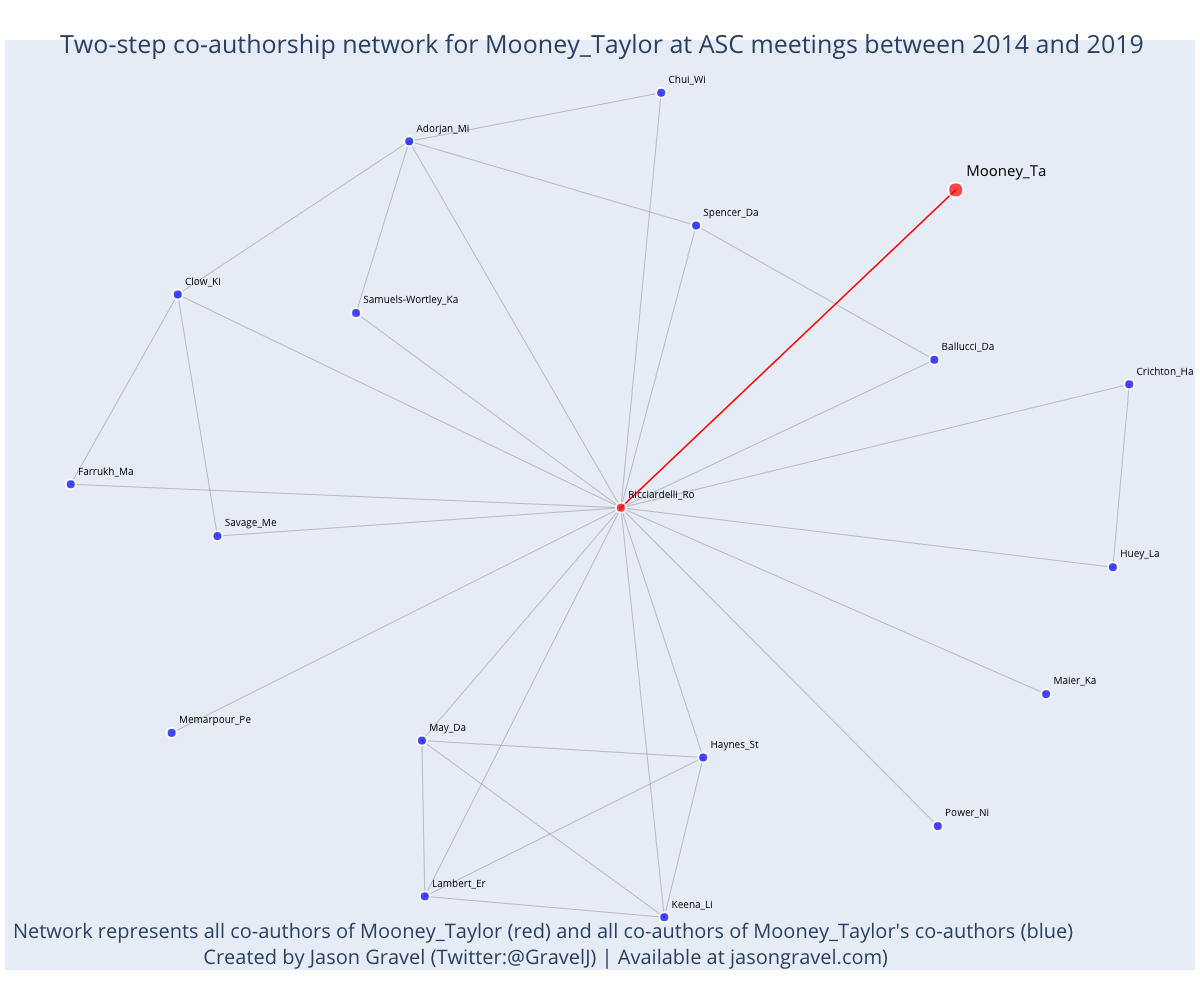 Two-step co-authorship network for Mooney_Taylor at ASC meetings between 2014 and 2019
Chui_Wi
Adorjan_Mi
Mooney_Ta
Spencer_Da
Clow_Ki
Samuels-Wortley_Ka
Ballucci_Da
Crichton_Ha
Farrukh_Ma
Ricciardelli_Ro
Savage_Me
Huey_La
Maier_Ka
Memarpour_Pe
May_Da
Haynes_St
Power_Ni
Lambert_Er
Keena_Li
Network represents all co-authors of Mooney_Taylor (red) and all co-authors of Mooney_Taylor's co-authors (blue)
Created by Jason Gravel (Twitter:@GravelJ) | Available at jasongravel.com)